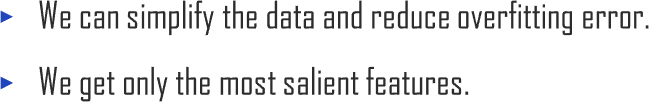 ► We can simplify the data and reduce overfitting error.
► We get only the most salient features.